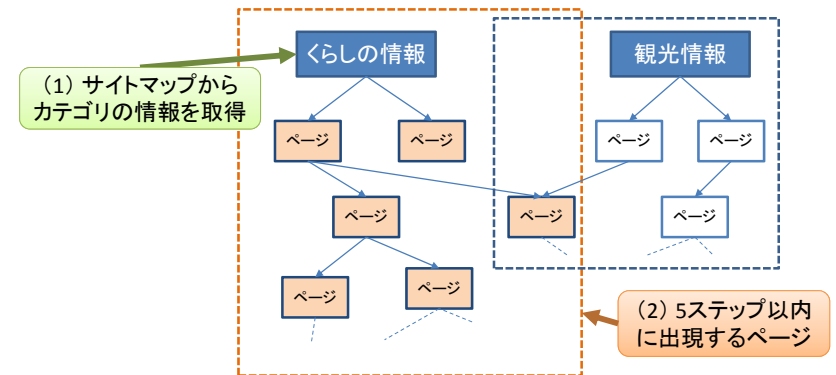 くらしの情報
観光情報
（1） サイトマップから
カテゴリの情報を取得
ページ
ページ
ページ
ページ
ページ
ページ
ページ
ページ
ページ
（2） 5ステップ以内
に出現するページ